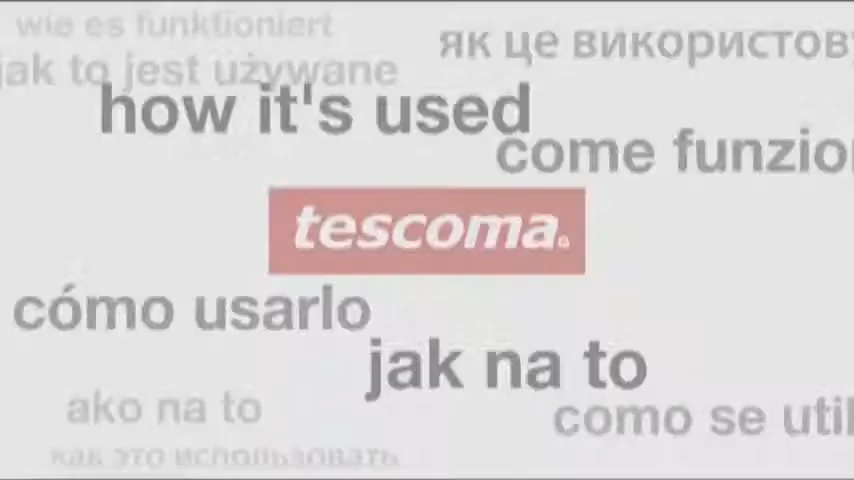 wie es funktioniert
як це використову
jak to jest używane
how it's used
come funzio
tescoma
cómo usarlo
jak na to
ako na to
como se util
как это использовать